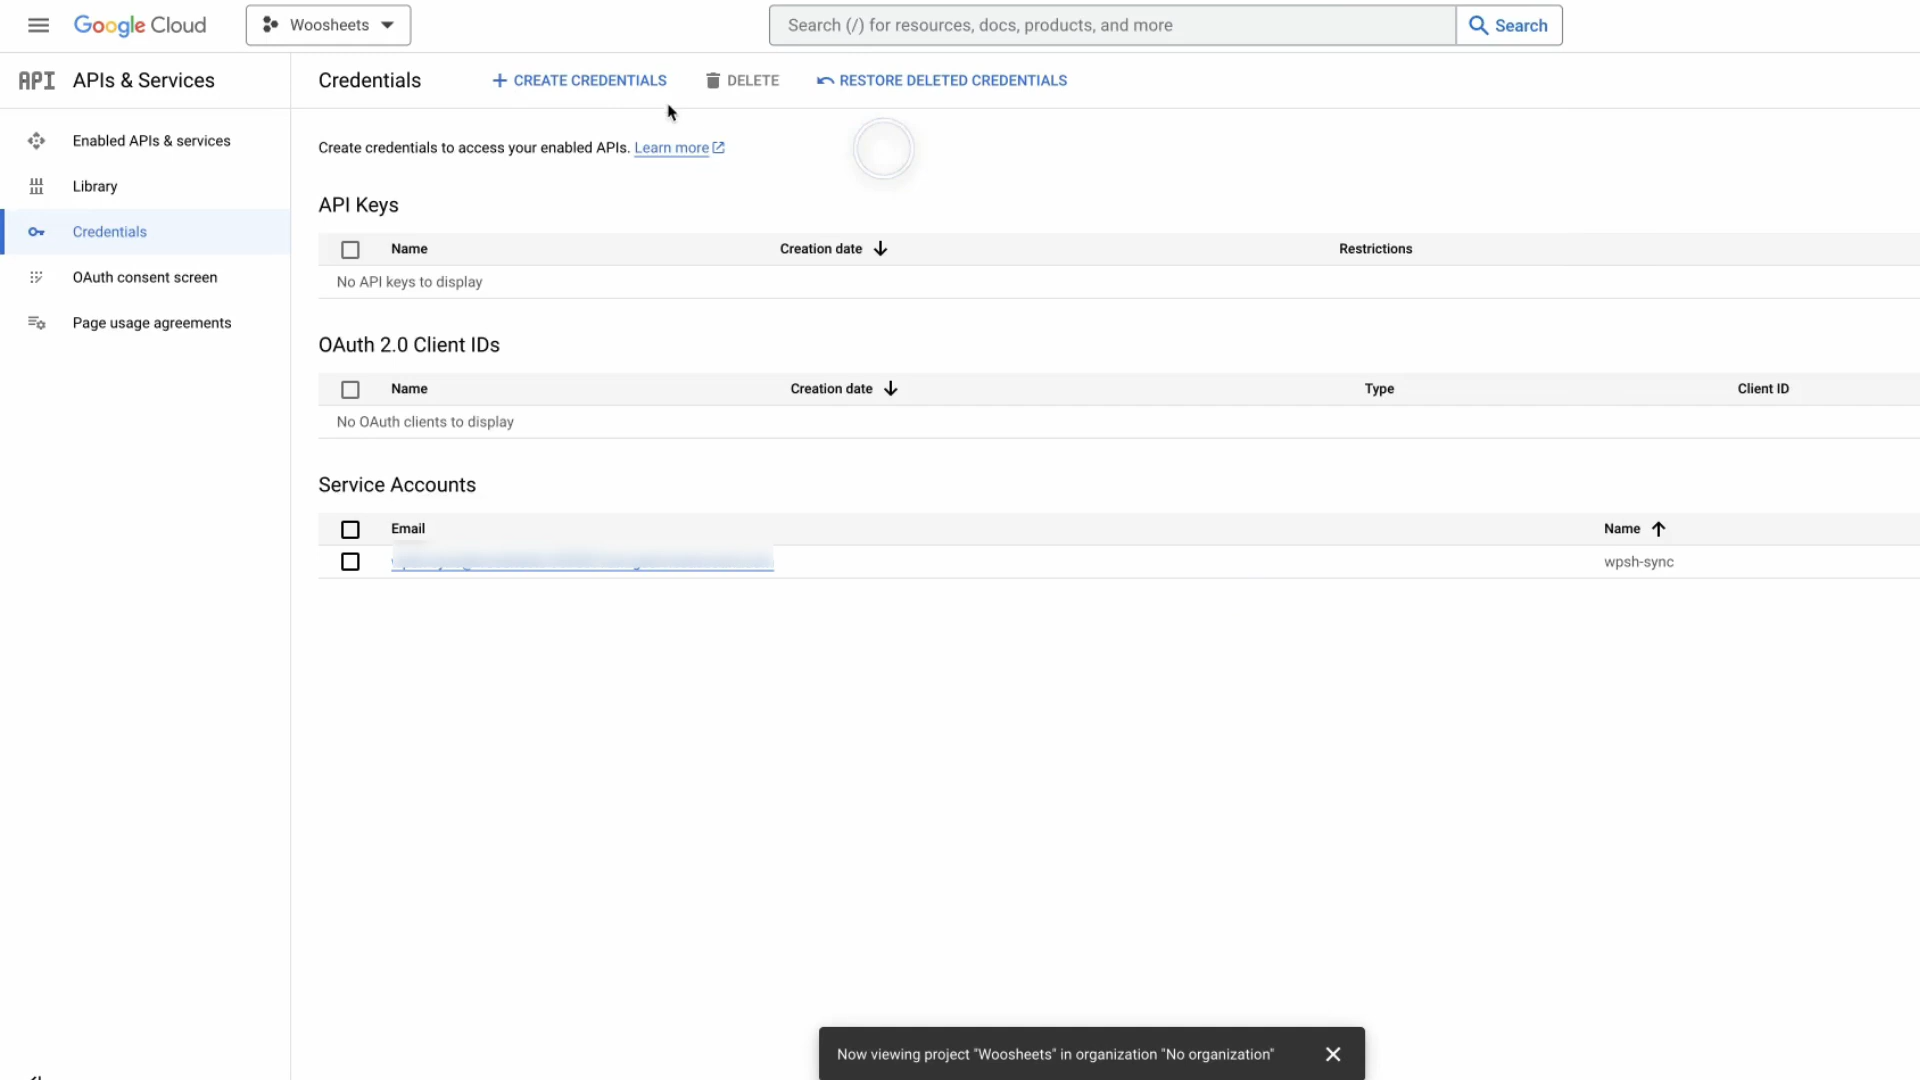 Google Cloud
Woosheets
Search (/) for resources, docs, products, and more
Search
API APIs & Services
Credentials
CREATE CREDENTIALS
DELETE
RESTORE DELETED CREDENTIALS
Enabled APIs & services
Library
Credentials
OAuth consent screen
Page usage agreements
Create credentials to access your enabled APIs. Learn more
API Keys
Name Creation date Restrictions
No API keys to display
OAuth 2.0 Client IDs
Name Creation date Type Client ID
No OAuth clients to display
Service Accounts
Email Name
wpsh-sync
Now viewing project "Woosheets" in organization "No organization"